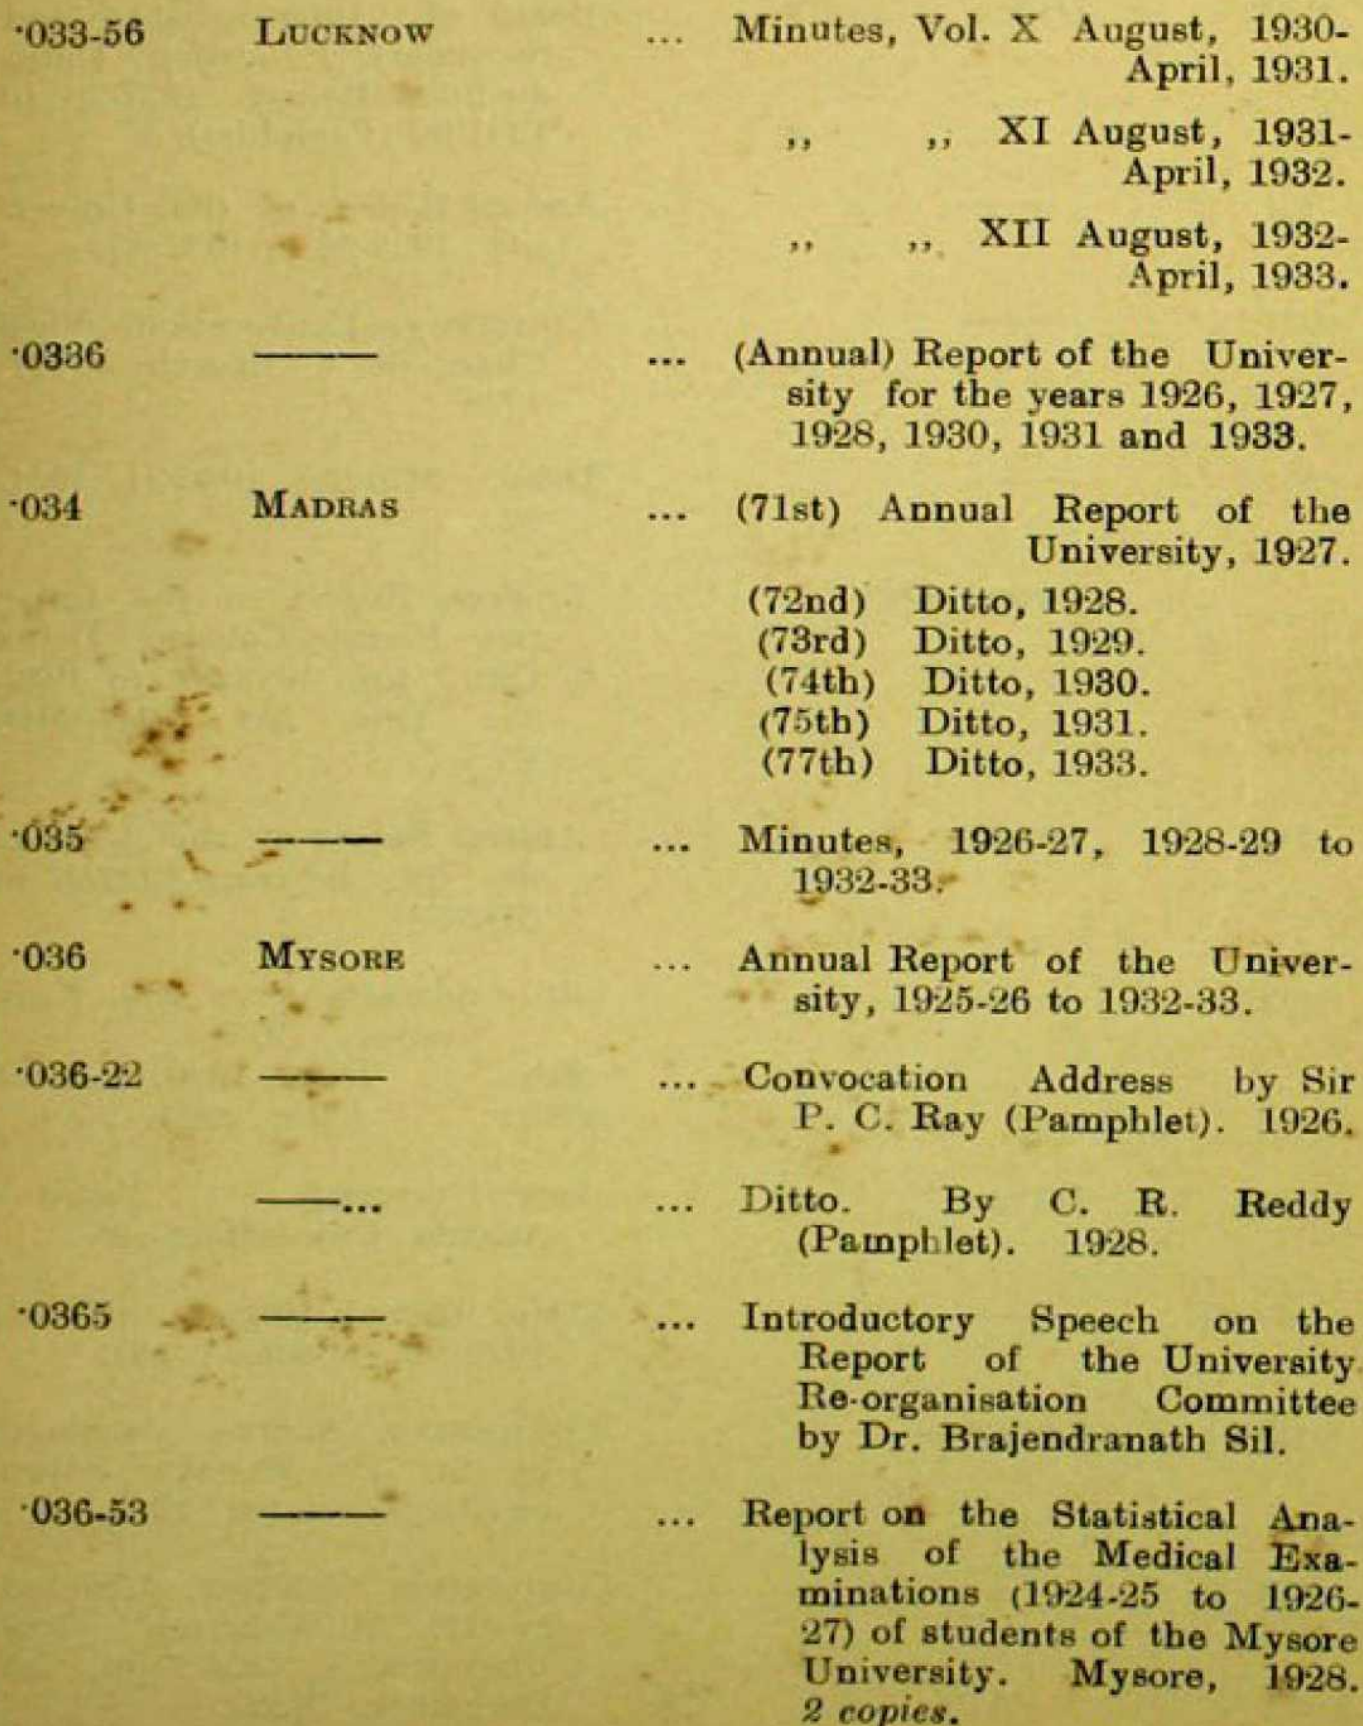 ·033-56 LUCKNOW ... Minutes, Vol. X August, 1930-
April, 1931.
,, ,, XI August, 1931-
April, 1932.
,, ,, XII August, 1932-
April, 1933.
·0336 ——— ... (Annual) Report of the Univer-
sity for the years 1926, 1927,
1928, 1930, 1931 and 1933.
·034 MADRAS ... (71st) Annual Report of the
University, 1927.
(72nd) Ditto, 1928.
(73rd) Ditto, 1929.
(74th) Ditto, 1930.
(75th) Ditto, 1931.
(77th) Ditto, 1933.
·035 ——— ... Minutes, 1926-27, 1928-29 to
1932-33.
·036 MYSORE ... Annual Report of the Univer-
sity, 1925-26 to 1932-33.
·036-22 ——— ... Convocation Address by Sir
P. C. Ray (Pamphlet). 1926.
——... ... Ditto. By C. R. Reddy
(Pamphlet). 1928.
·0365 ——— ... Introductory Speech on the
Report of the University
Re-organisation Committee
by Dr. Brajendranath Sil.
·036-53 ——— ... Report on the Statistical Ana-
lysis of the Medical Exa-
minations (1924-25 to 1926-
27) of students of the Mysore
University. Mysore, 1928.
2 copies.